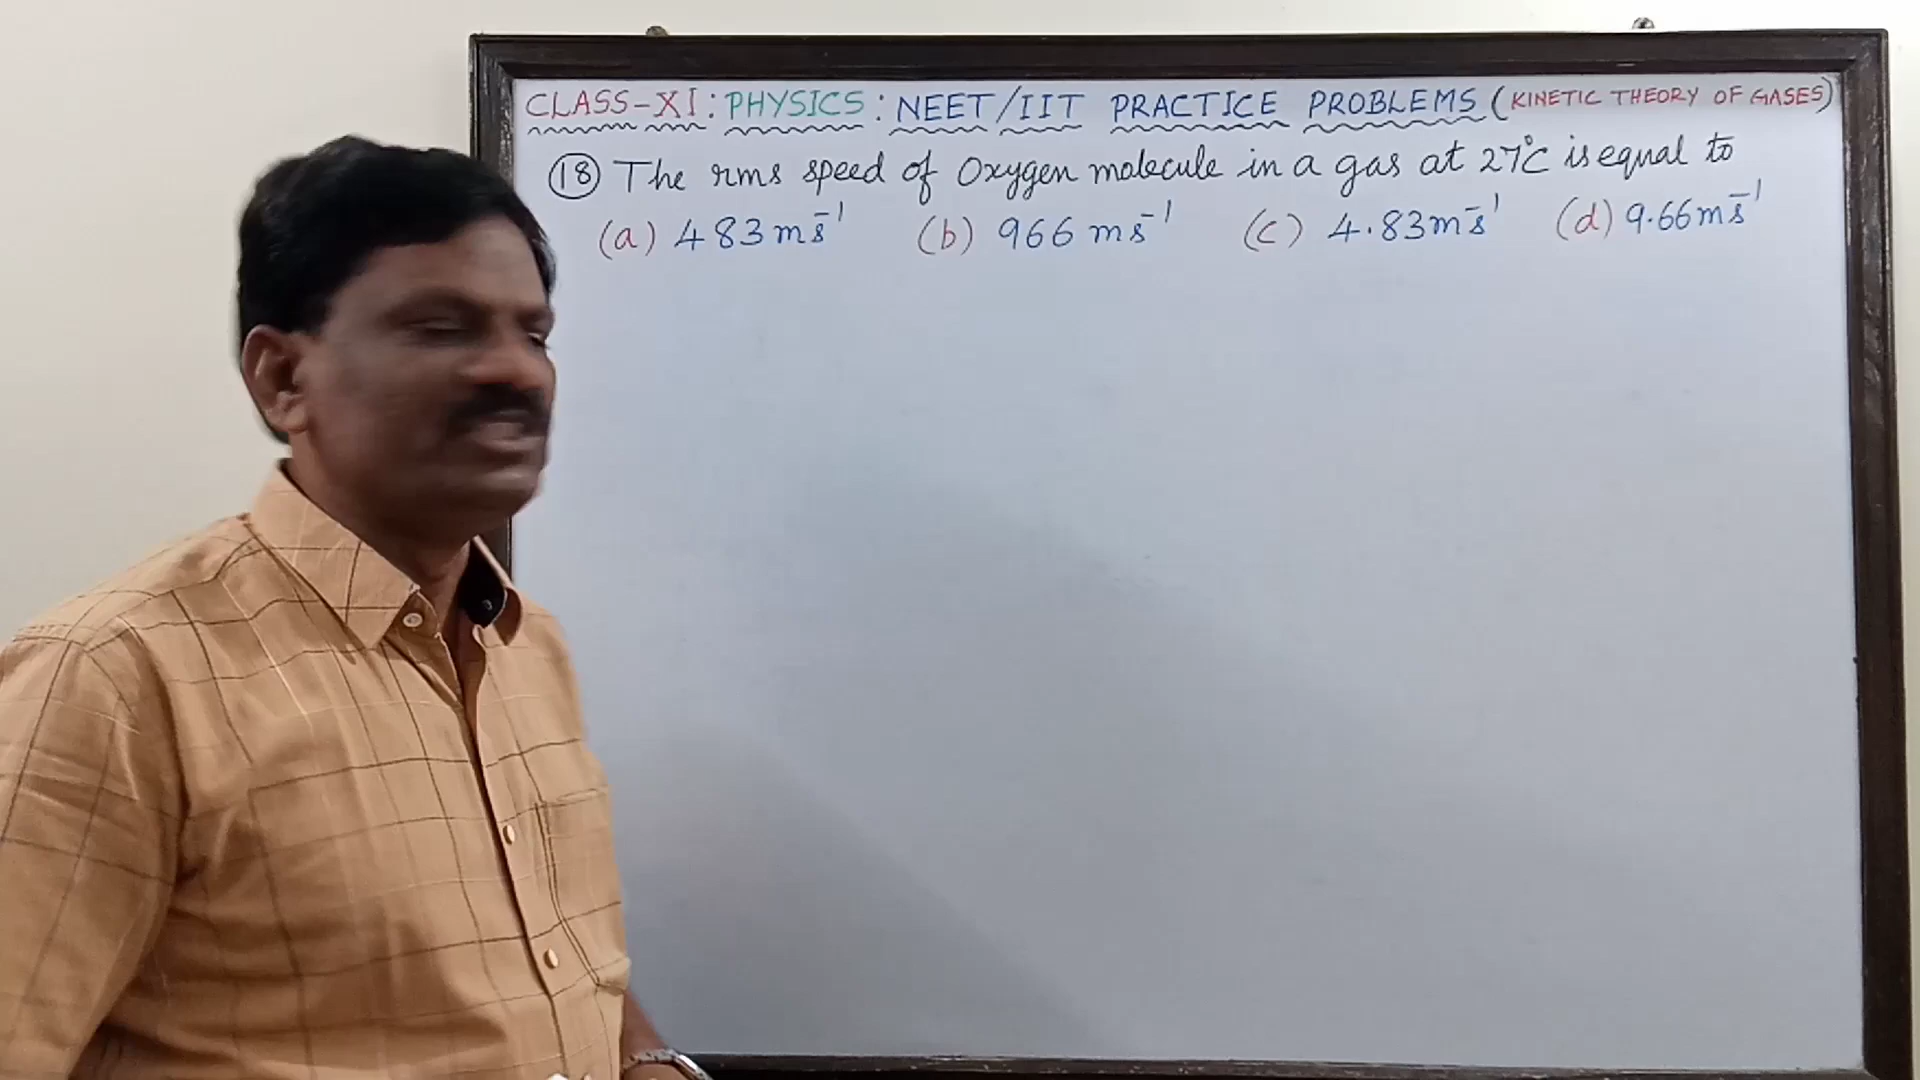 CLASS-XI: PHYSICS: NEET/IIT PRACTICE PROBLEMS (KINETIC THEORY OF GASES)
18 The rms speed of Oxygen molecule in a gas at 27°C is equal to
(a) 483 ms⁻¹ (b) 966 ms⁻¹ (c) 4.83 ms⁻¹ (d) 9.66 ms⁻¹